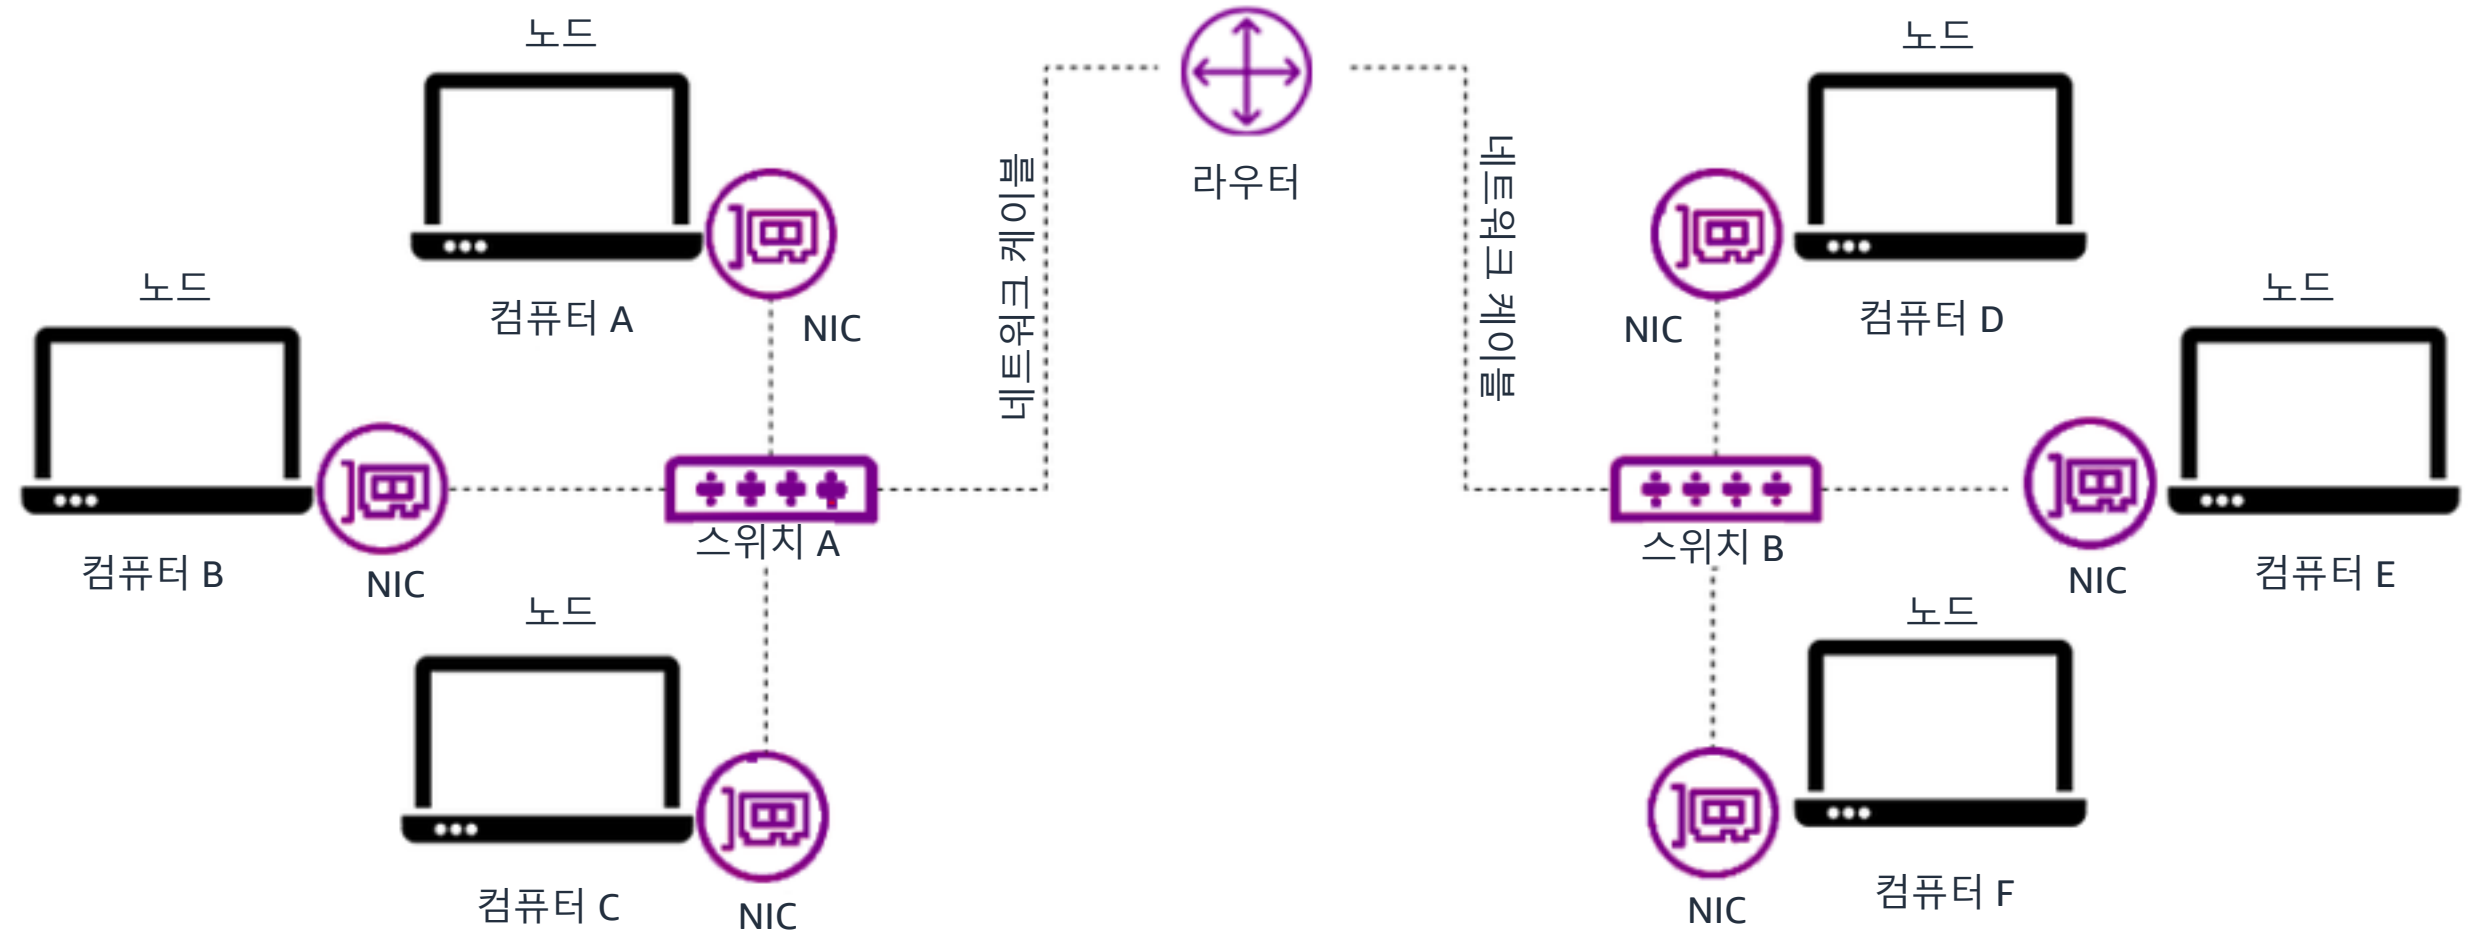 노드
컴퓨터 A
NIC
노드
컴퓨터 B
NIC
노드
컴퓨터 C
NIC
스위치 A
네트워크 케이블
라우터
네트워크 케이블
스위치 B
노드
컴퓨터 D
NIC
노드
컴퓨터 E
NIC
노드
컴퓨터 F
NIC